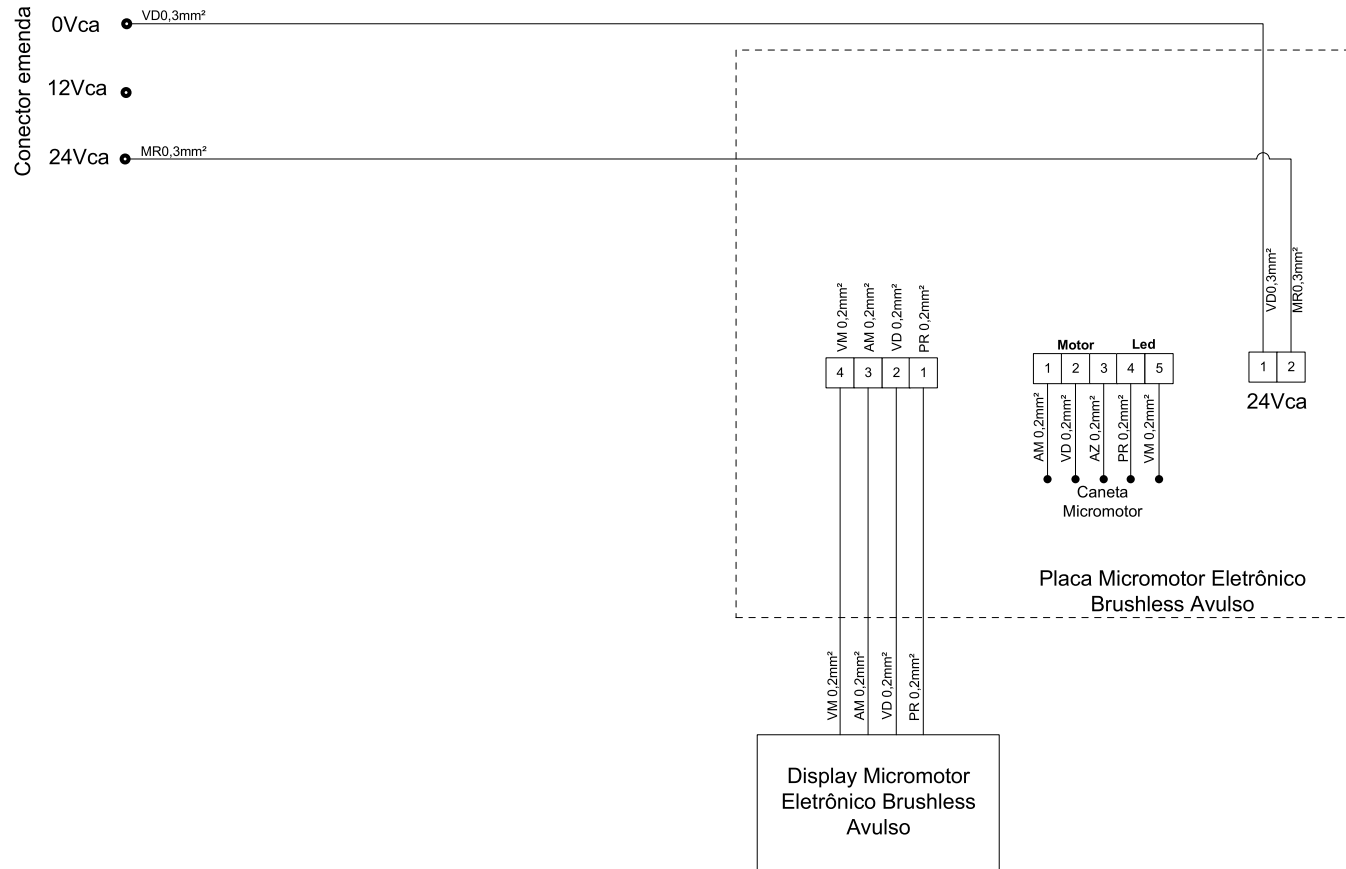 Conector emenda
0Vca
VD0,3mm²
12Vca
24Vca
MR0,3mm²
VD0,3mm²
MR0,3mm²
VM 0,2mm²
AM 0,2mm²
VD 0,2mm²
PR 0,2mm²
4 3 2 1
Motor Led
1 2 3 4 5
1 2
24Vca
AM 0,2mm²
VD 0,2mm²
AZ 0,2mm²
PR 0,2mm²
VM 0,2mm²
Caneta
Micromotor
Placa Micromotor Eletrônico
Brushless Avulso
VM 0,2mm²
AM 0,2mm²
VD 0,2mm²
PR 0,2mm²
Display Micromotor
Eletrônico Brushless
Avulso